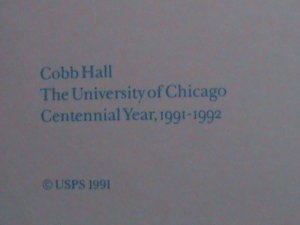 Cobb Hall
The University of Chicago
Centennial Year, 1991-1992
© USPS 1991